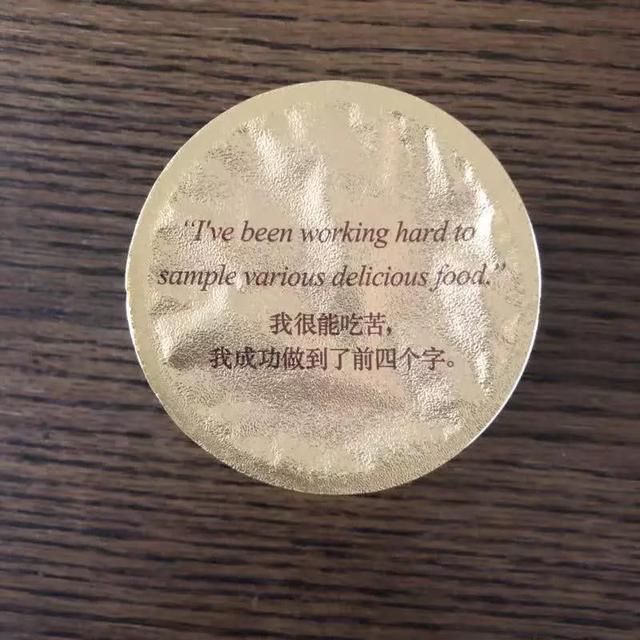 “I've been working hard to
sample various delicious food.”
我很能吃苦，
我成功做到了前四个字。